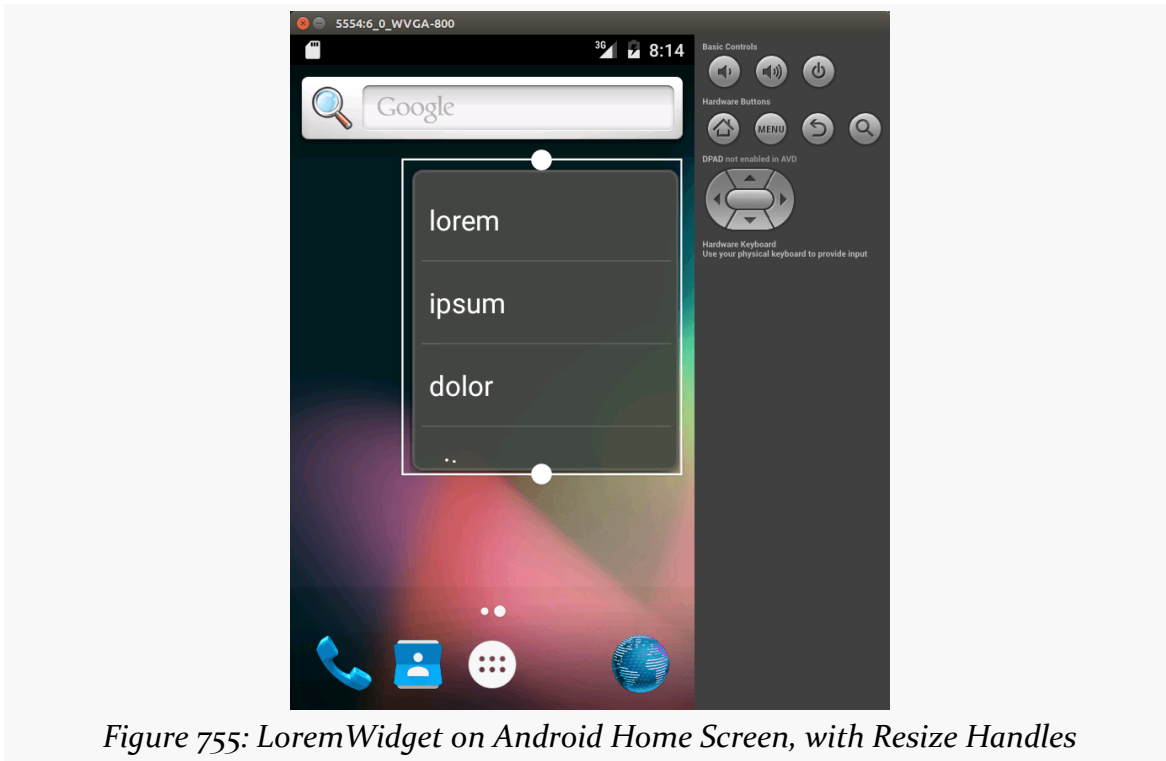 5554:6_0_WVGA-800
3G 8:14
Google
lorem
ipsum
dolor
Basic Controls
Hardware Buttons
MENU
DPAD not enabled in AVD
Hardware Keyboard
Use your physical keyboard to provide input
Figure 755: LoremWidget on Android Home Screen, with Resize Handles